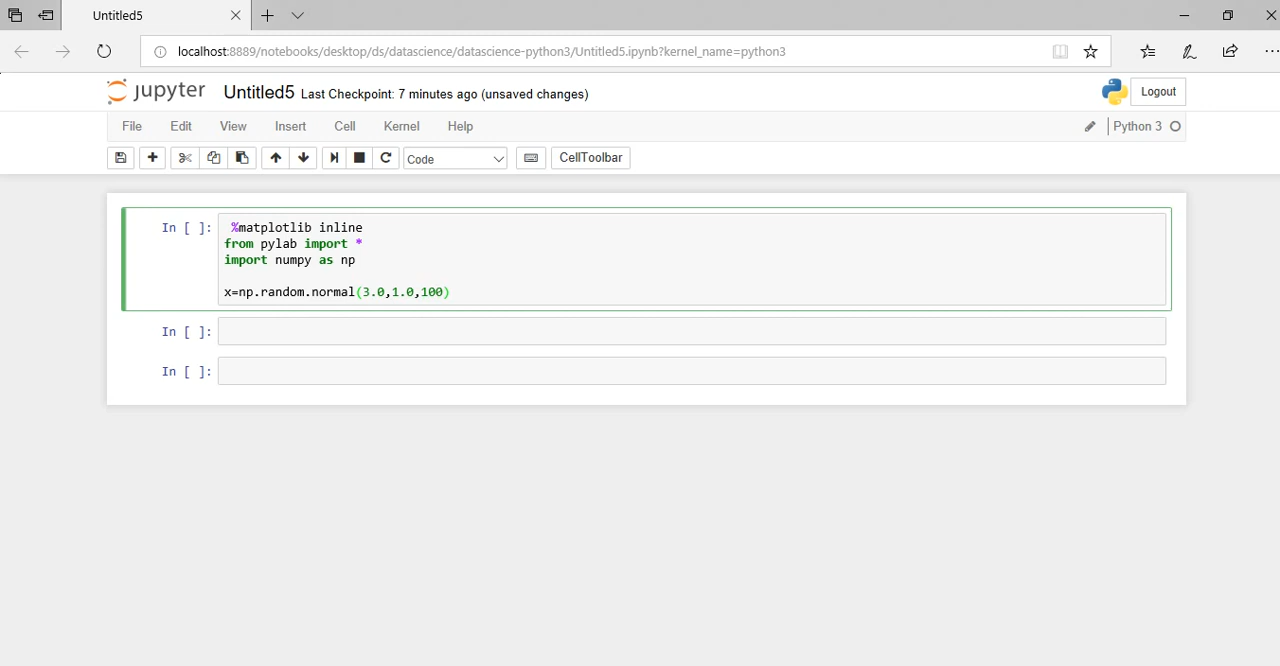 Untitled5
localhost:8889/notebooks/desktop/ds/datascience/datascience-python3/Untitled5.ipynb?kernel_name=python3
jupyter Untitled5 Last Checkpoint: 7 minutes ago (unsaved changes) Logout
File Edit View Insert Cell Kernel Help Python 3
Code CellToolbar
In [ ]: %matplotlib inline
from pylab import *
import numpy as np
x=np.random.normal(3.0,1.0,100)
In [ ]:
In [ ]: